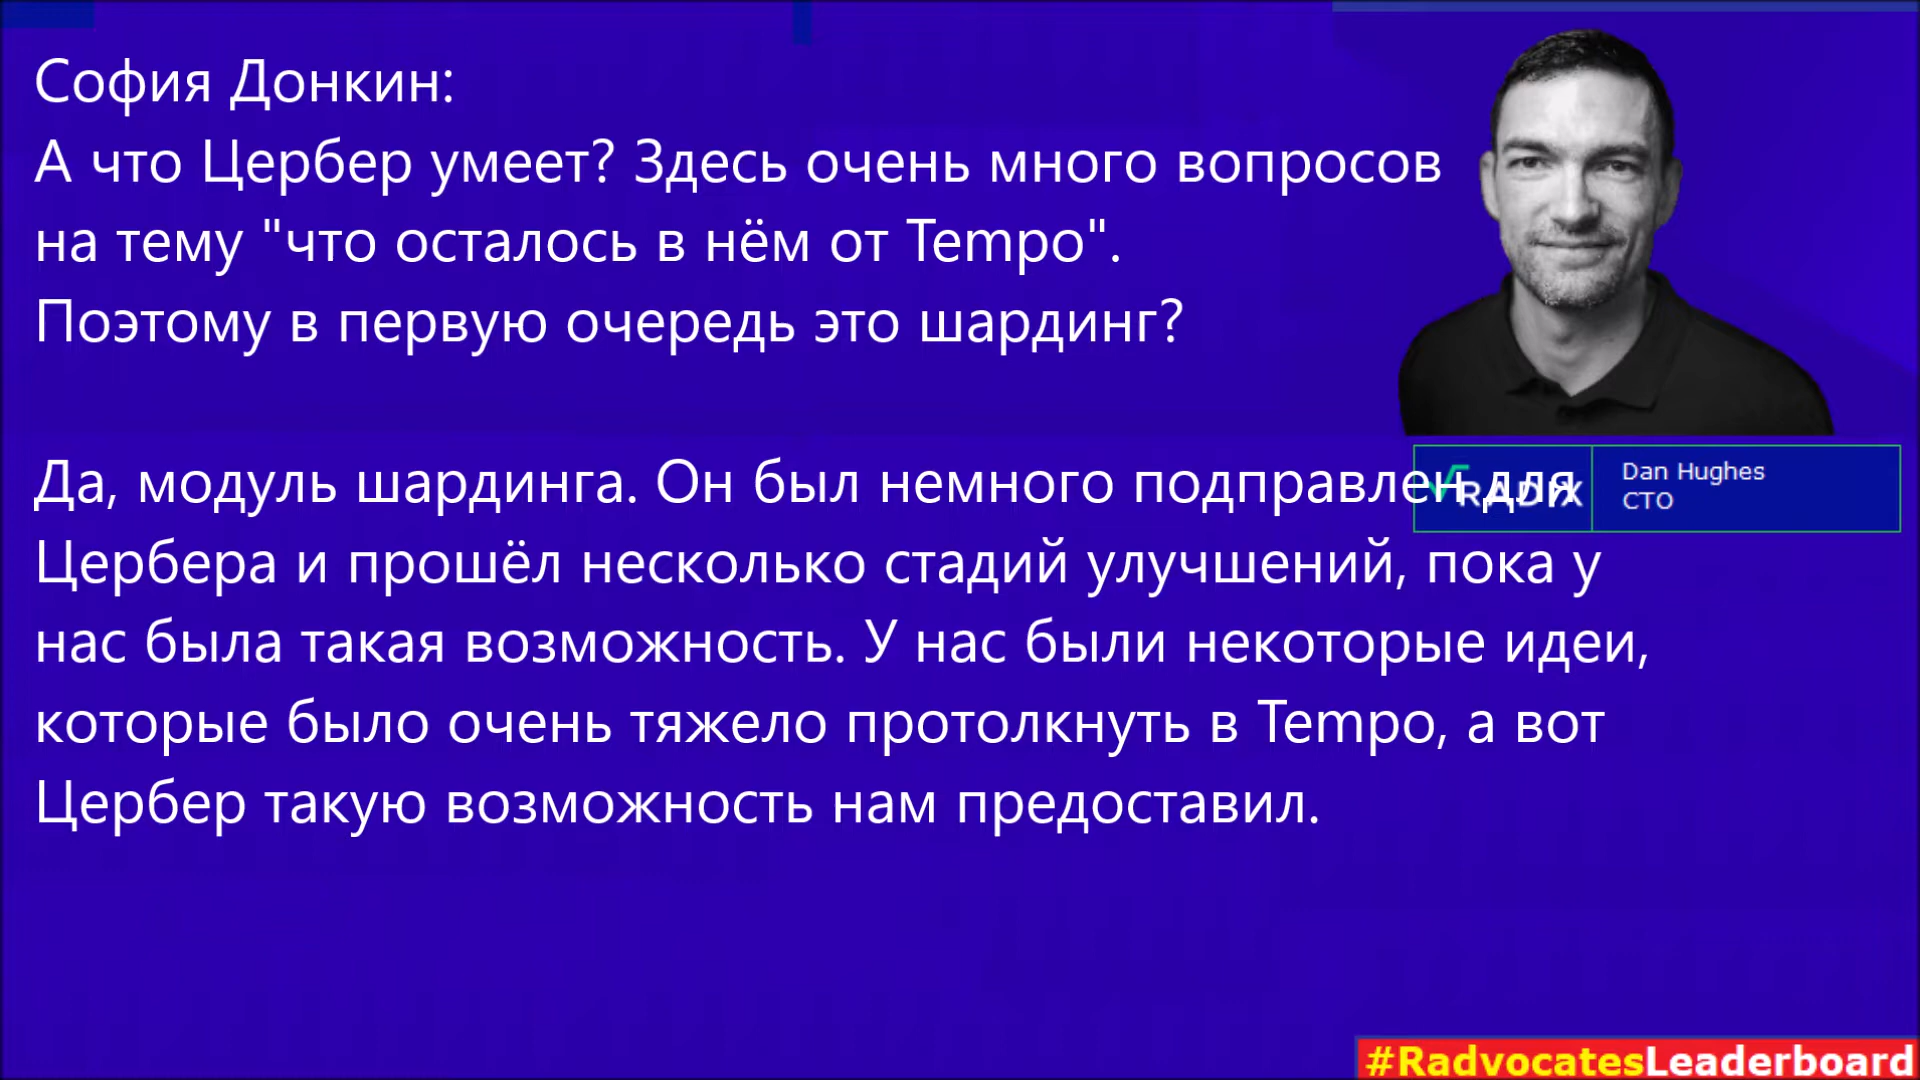 София Донкин:
А что Цербер умеет? Здесь очень много вопросов
на тему "что осталось в нём от Tempo".
Поэтому в первую очередь это шардинг?
Да, модуль шардинга. Он был немного подправлен для
Цербера и прошёл несколько стадий улучшений, пока у
нас была такая возможность. У нас были некоторые идеи,
которые было очень тяжело протолкнуть в Tempo, а вот
Цербер такую возможность нам предоставил.
RADIX
Dan Hughes
CTO
#RadvocatesLeaderboard